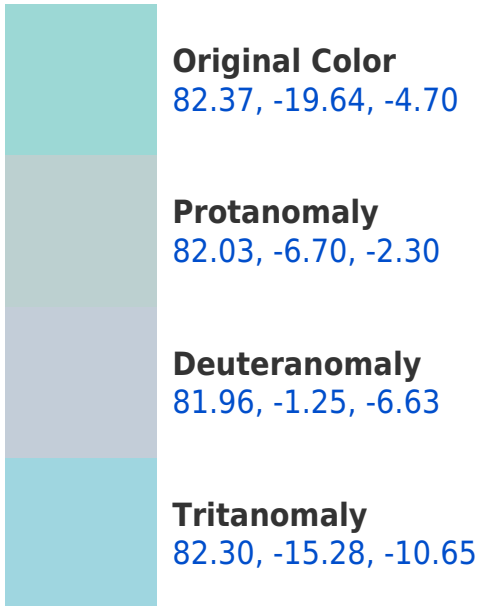 Original Color
82.37, -19.64, -4.70
Protanomaly
82.03, -6.70, -2.30
Deuteranomaly
81.96, -1.25, -6.63
Tritanomaly
82.30, -15.28, -10.65